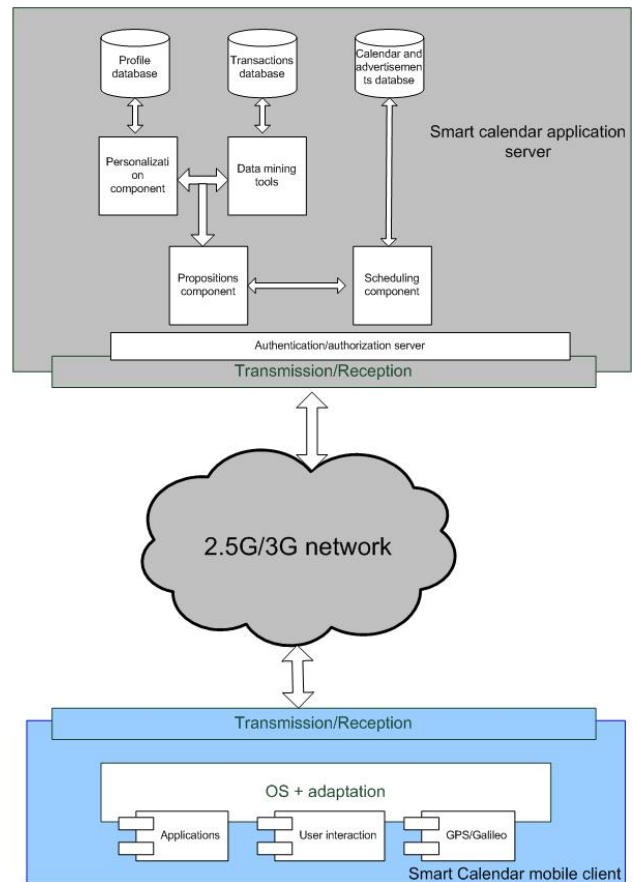 Profile
database
Transactions
database
Calendar and
advertisemen
ts databse
Smart calendar application
server
Personalizati
on
component
Data mining
tools
Propositions
component
Scheduling
component
Authentication/authorization server
Transmission/Reception
2.5G/3G network
Transmission/Reception
OS + adaptation
Applications
User interaction
GPS/Galileo
Smart Calendar mobile client